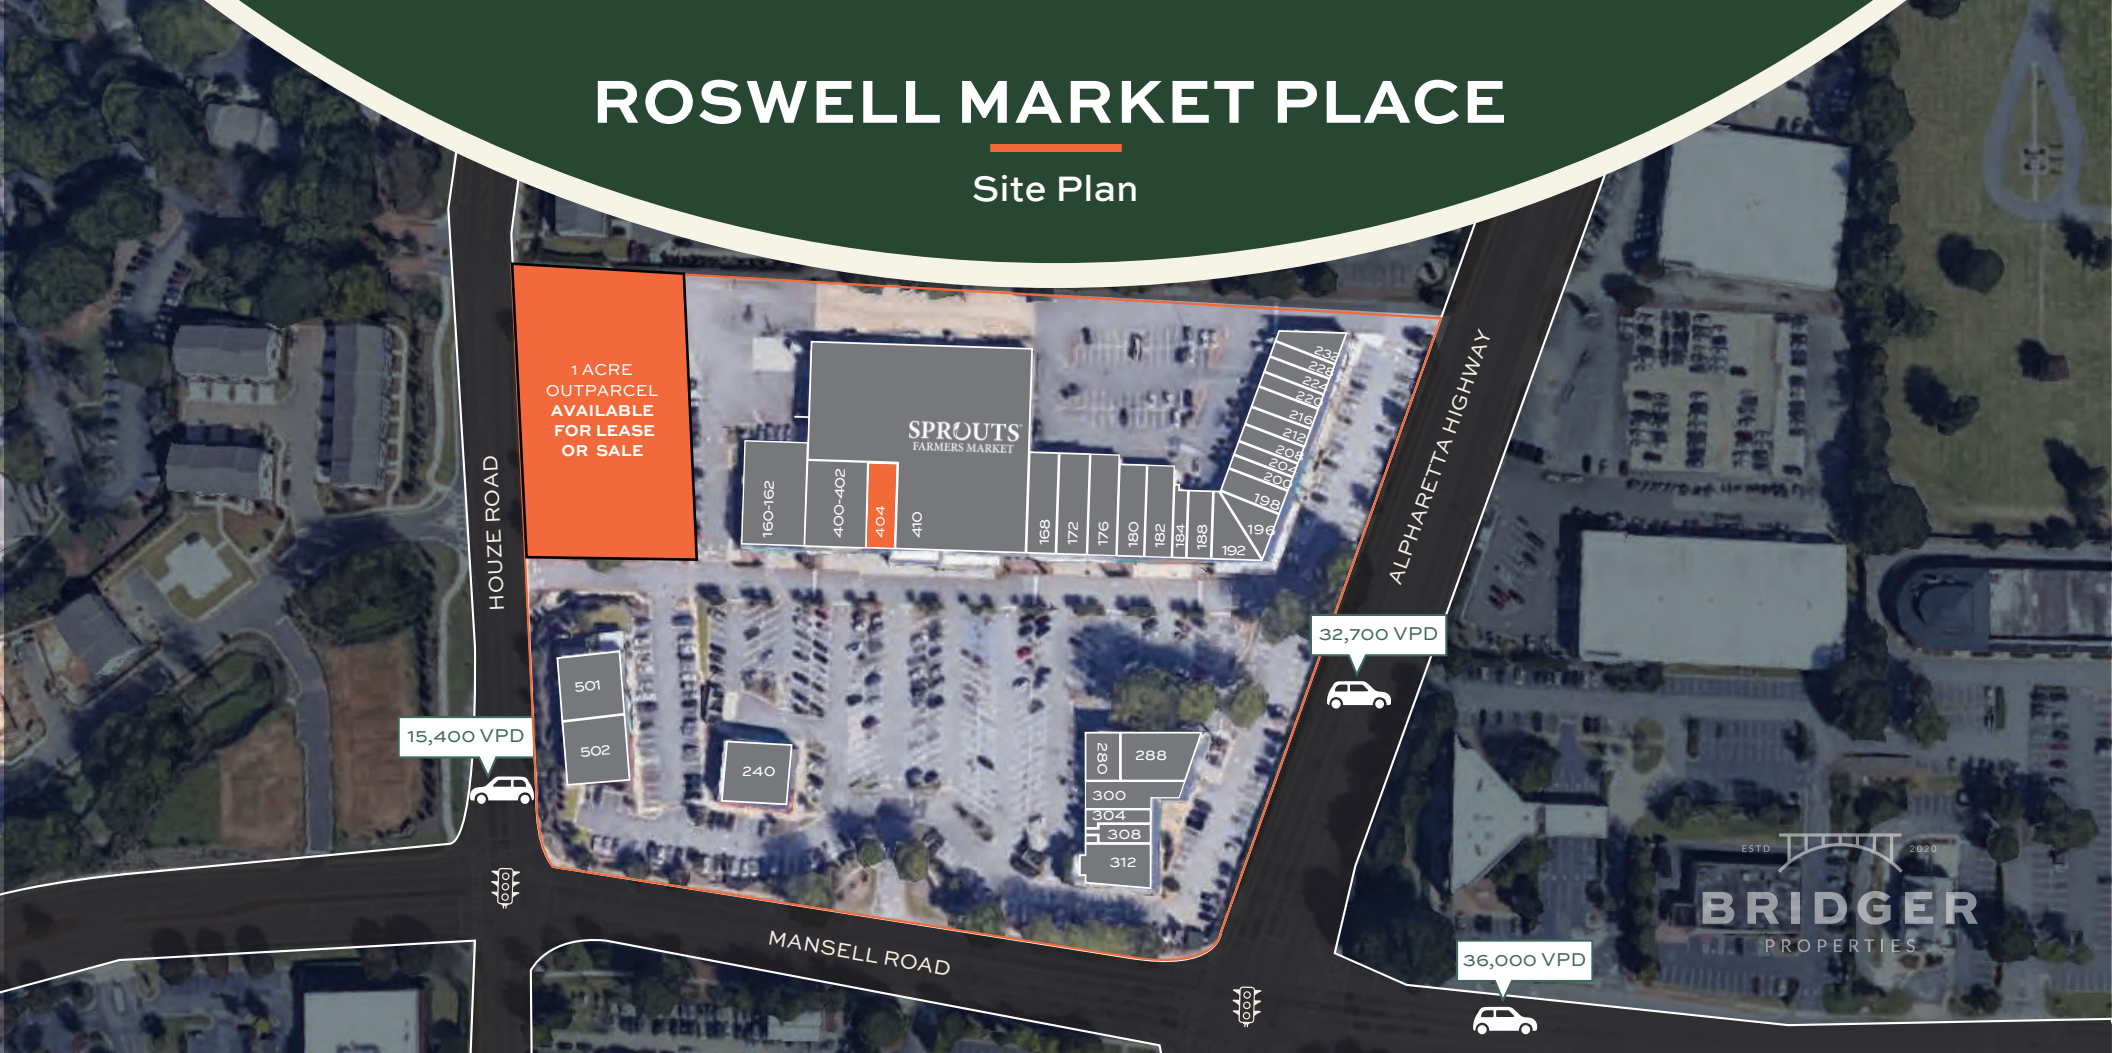 ROSWELL MARKET PLACE
Site Plan
1 ACRE
OUTPARCEL
AVAILABLE
FOR LEASE
OR SALE
SPROUTS
FARMERS MARKET
160-162
400-402
404
410
168
172
176
180
182
184
188
192
196
198
200
202
208
212
216
220
224
228
232
HOUZE ROAD
ALPHARETTA HIGHWAY
32,700 VPD
501
502
15,400 VPD
240
280
288
300
304
308
312
MANSELL ROAD
36,000 VPD
ESTD 2020
BRIDGER
PROPERTIES